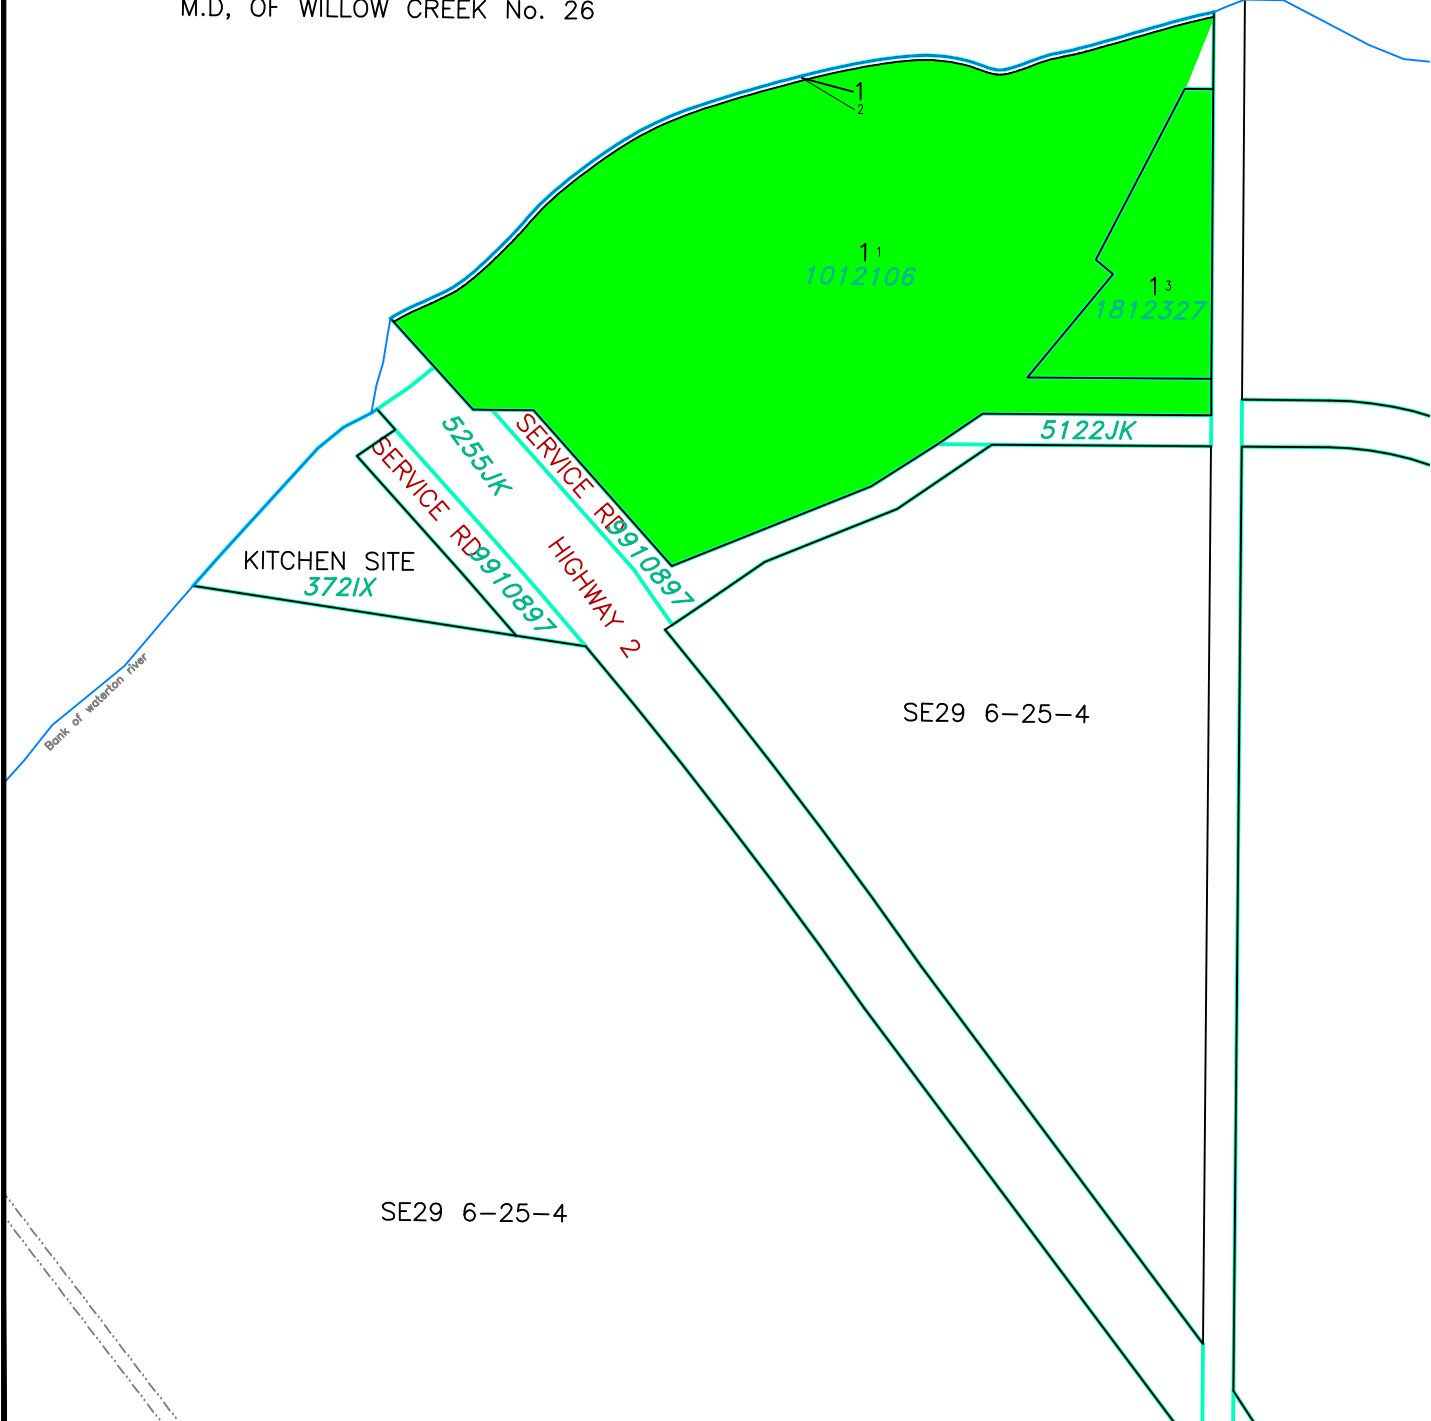 M.D, OF WILLOW CREEK No. 26
1
2
1 1
1012106
1 3
1812327
5122JK
5255JK
SERVICE RD
9910897
SERVICE RD
9910897
HIGHWAY 2
KITCHEN SITE
372IX
Bank of waterton river
SE29 6-25-4
SE29 6-25-4